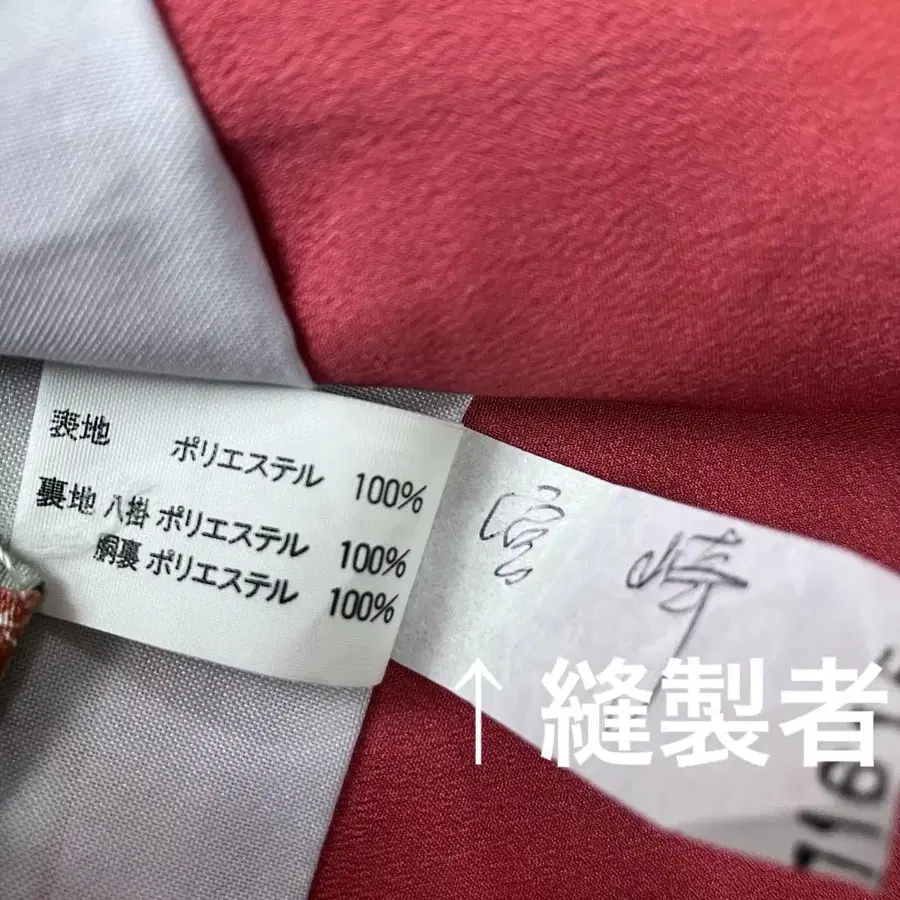 表地 ポリエステル 100%
裏地 八掛 ポリエステル 100%
胴裏 ポリエステル 100%
宮崎
↑縫製者